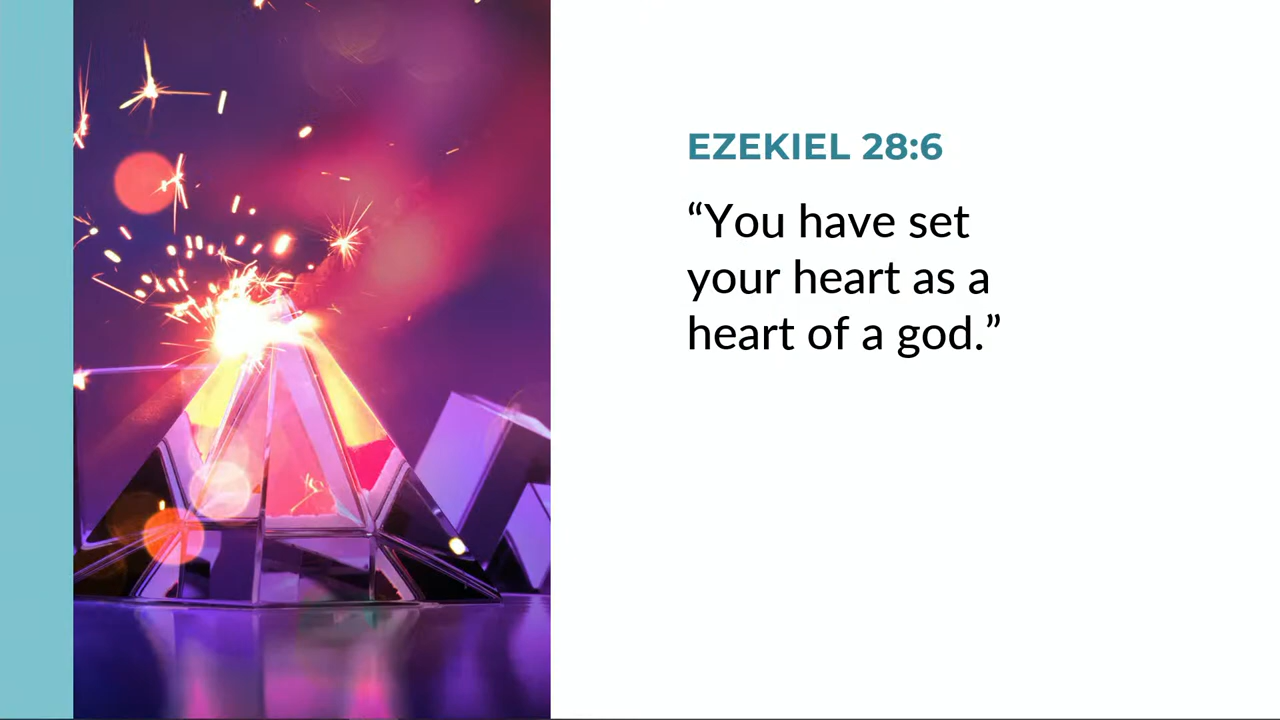 EZEKIEL 28:6
“You have set
your heart as a
heart of a god.”